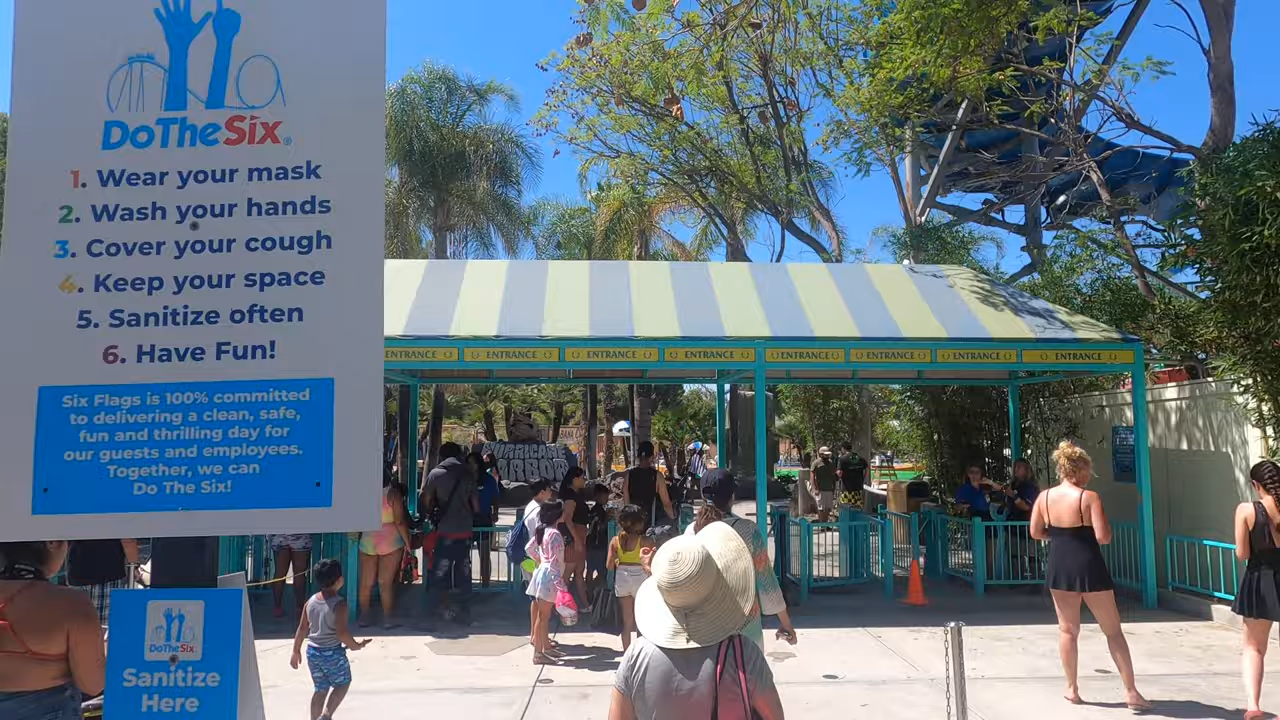 DoTheSix®
1. Wear your mask
2. Wash your hands
3. Cover your cough
4. Keep your space
5. Sanitize often
6. Have Fun!
Six Flags is 100% committed
to delivering a clean, safe,
fun and thrilling day for
our guests and employees.
Together, we can
Do The Six!
ENTRANCE ENTRANCE ENTRANCE ENTRANCE ENTRANCE ENTRANCE ENTRANCE ENTRANCE
HURRICANE
HARBOR
DoTheSix.
Sanitize
Here